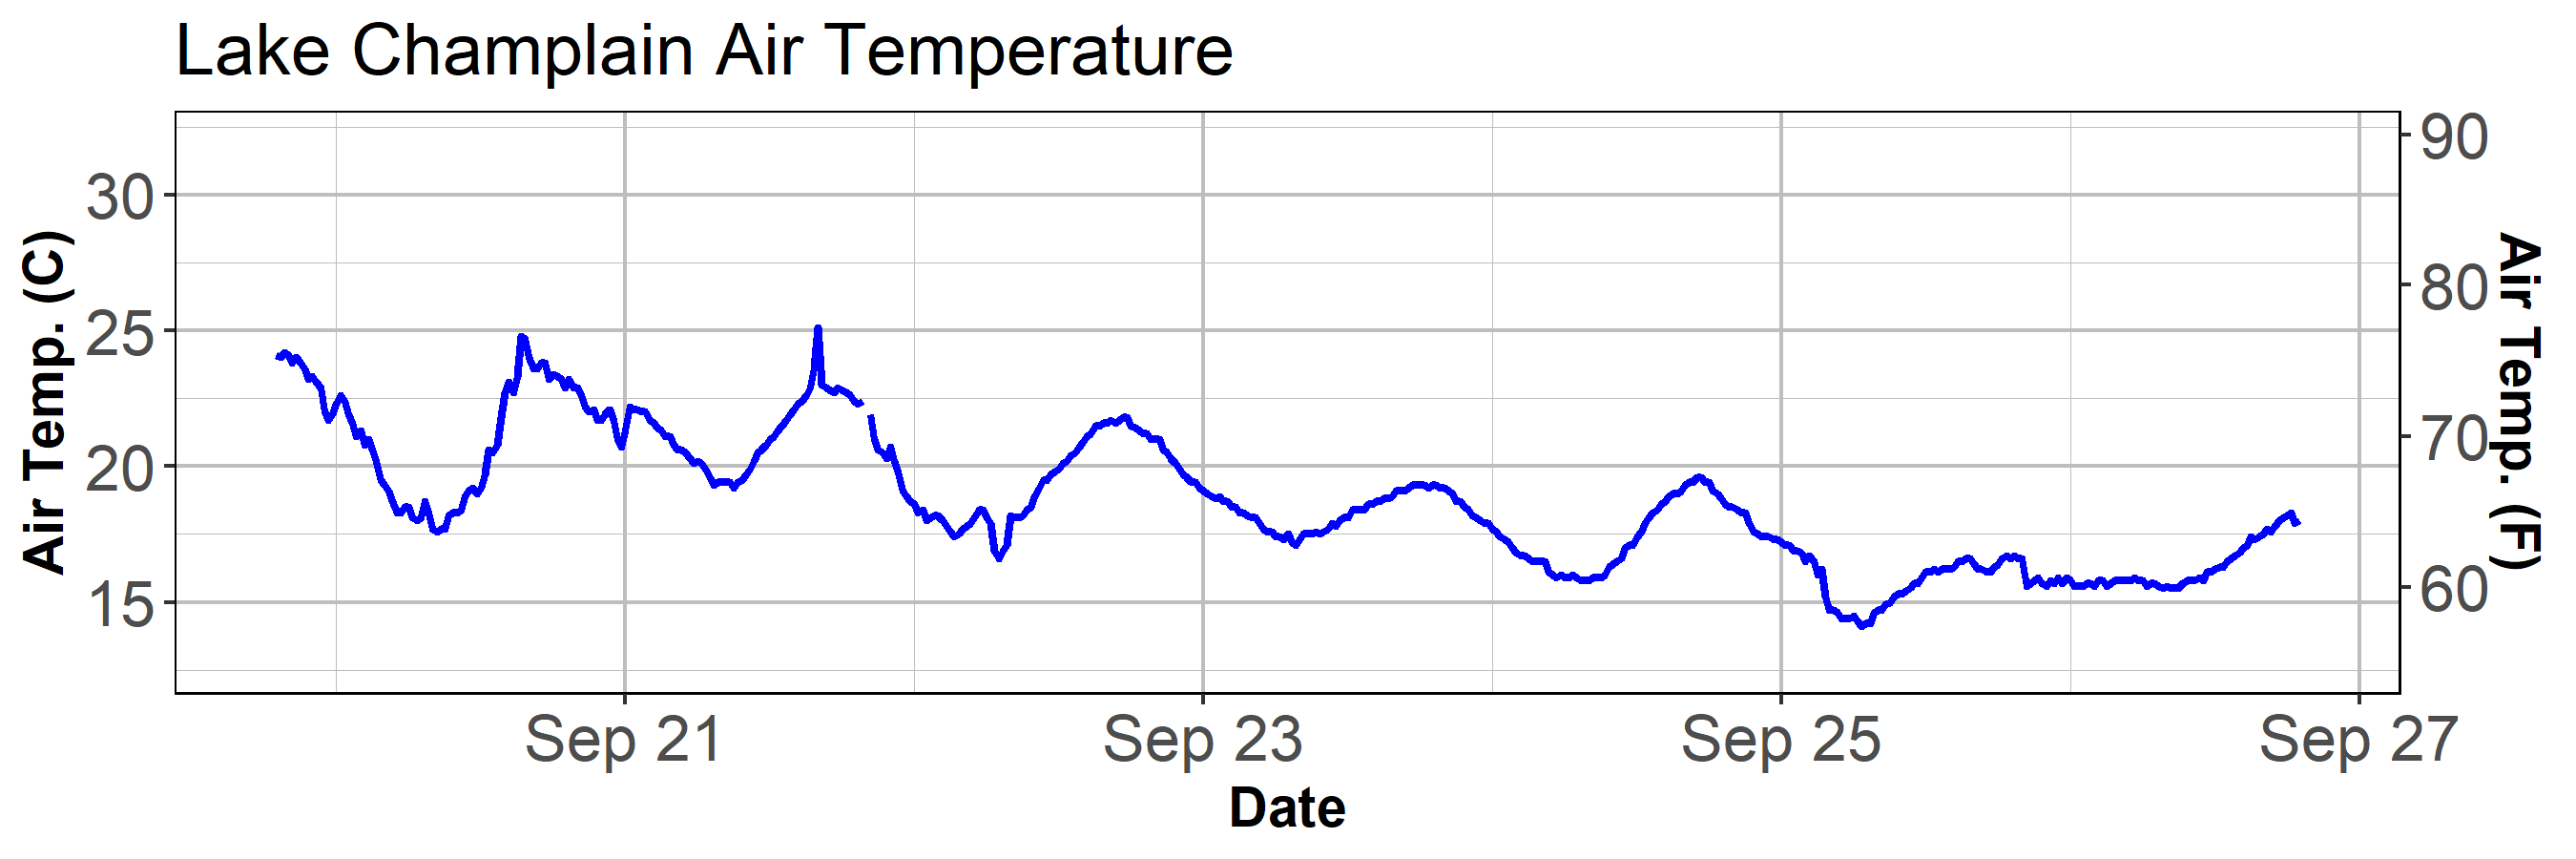 Lake Champlain Air Temperature
Air Temp. (C)
30
25
20
15
90
80
70
60
Air Temp. (F)
Sep 21
Sep 23
Sep 25
Sep 27
Date